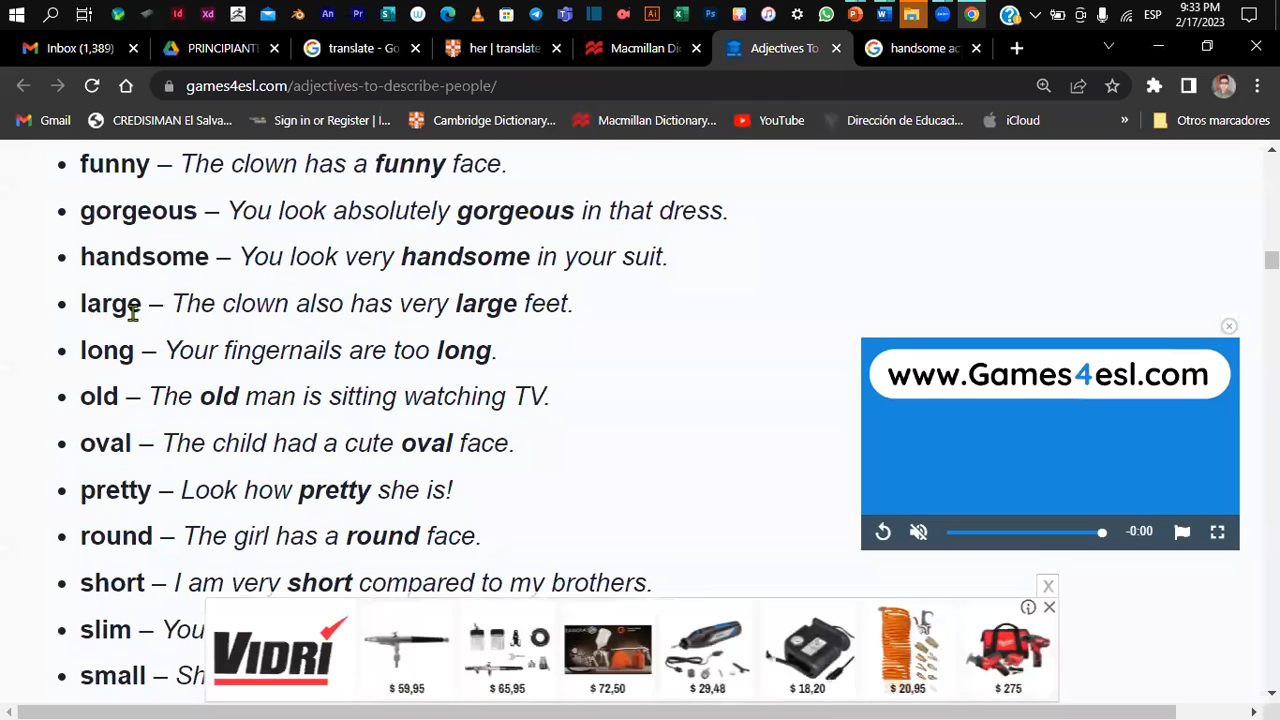 9:33 PM
ESP
2/17/2023
Inbox (1,389)
PRINCIPIANTE
translate - Go
her | translate
Macmillan Dic
Adjectives To
handsome ac
games4esl.com/adjectives-to-describe-people/
Gmail
CREDISIMAN El Salva...
Sign in or Register | I...
Cambridge Dictionary...
Macmillan Dictionary...
YouTube
Dirección de Educaci...
iCloud
»
Otros marcadores
• funny – The clown has a funny face.
• gorgeous – You look absolutely gorgeous in that dress.
• handsome – You look very handsome in your suit.
• large – The clown also has very large feet.
• long – Your fingernails are too long.
• old – The old man is sitting watching TV.
• oval – The child had a cute oval face.
• pretty – Look how pretty she is!
• round – The girl has a round face.
• short – I am very short compared to my brothers.
• slim – You
• small – Sh
www.Games4esl.com
-0:00
X
VIDRI
$ 59,95
$ 65,95
$ 72,50
$ 29,48
$ 18,20
$ 20,95
$ 275